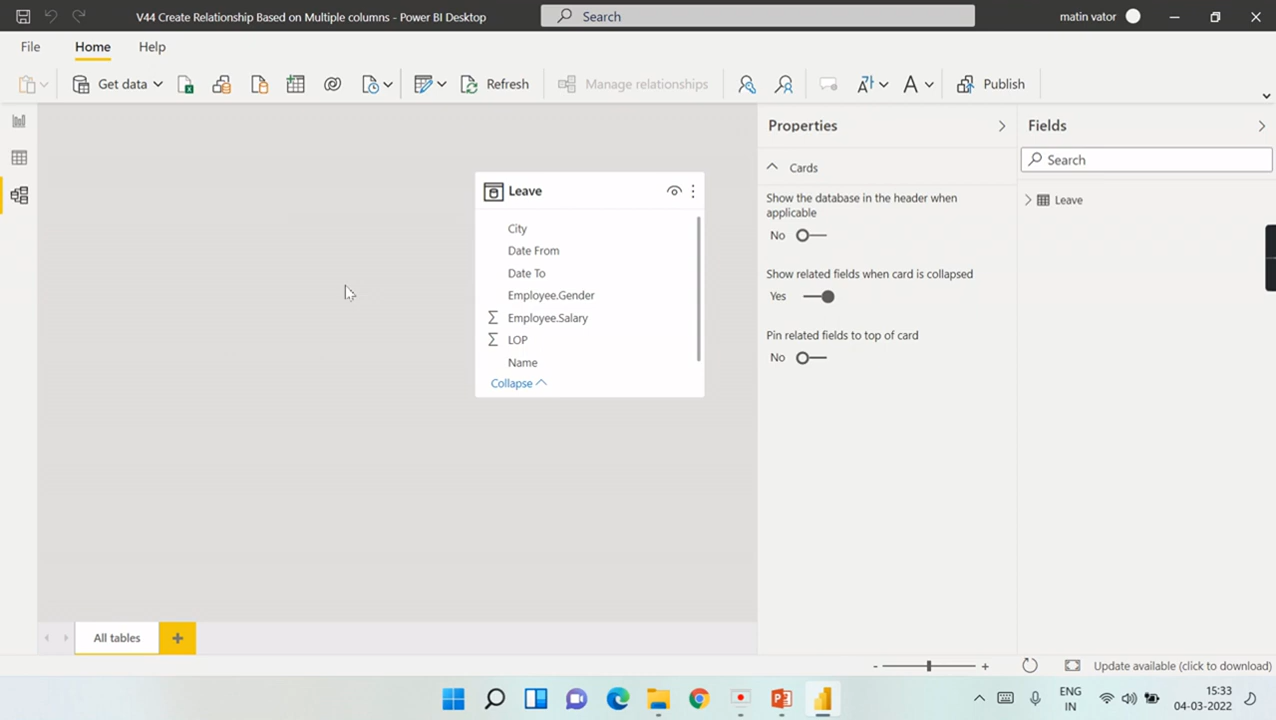 V44 Create Relationship Based on Multiple columns - Power BI Desktop
Search
matin vator
File
Home
Help
Get data
Refresh
Manage relationships
Publish
Leave
City
Date From
Date To
Employee.Gender
Employee.Salary
LOP
Name
Collapse
Properties
Cards
Show the database in the header when
applicable
No
Show related fields when card is collapsed
Yes
Pin related fields to top of card
No
Fields
Search
Leave
All tables
Update available (click to download)
ENG
IN
15:33
04-03-2022